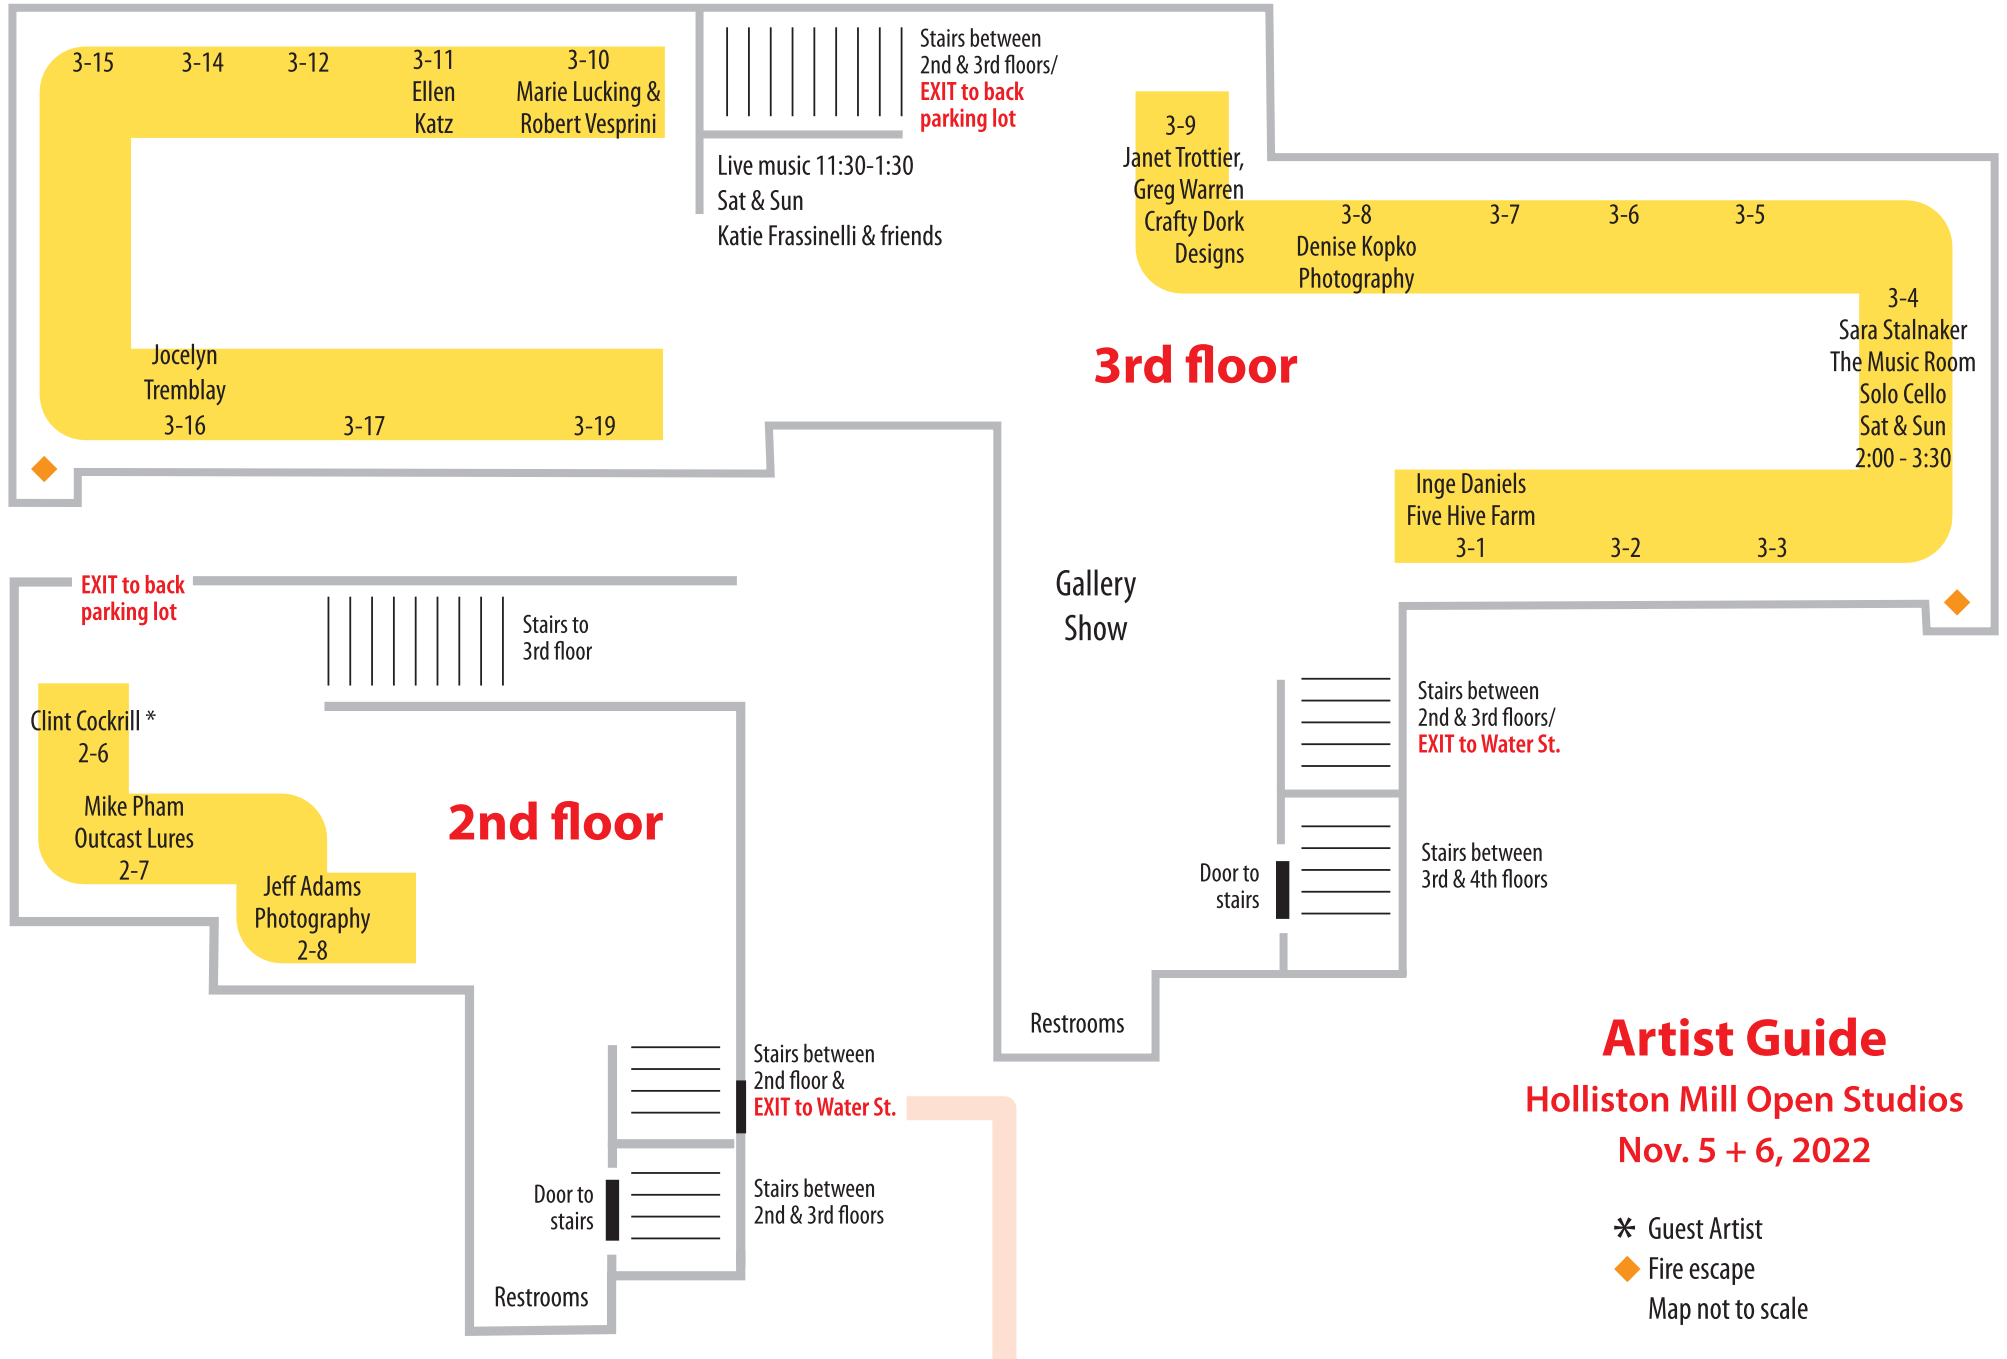 3-15
3-14
3-12
3-11
Ellen
Katz
3-10
Marie Lucking &
Robert Vesprini
Stairs between
2nd & 3rd floors/
EXIT to back
parking lot
Live music 11:30-1:30
Sat & Sun
Katie Frassinelli & friends
3-9
Janet Trottier,
Greg Warren
Crafty Dork
Designs
3-8
Denise Kopko
Photography
3-7
3-6
3-5
3-4
Sara Stalnaker
The Music Room
Solo Cello
Sat & Sun
2:00 - 3:30
Jocelyn
Tremblay
3-16
3-17
3-19
3rd floor
Inge Daniels
Five Hive Farm
3-1
3-2
3-3
Gallery
Show
EXIT to back
parking lot
Stairs to
3rd floor
Clint Cockrill *
2-6
Mike Pham
Outcast Lures
2-7
Jeff Adams
Photography
2-8
2nd floor
Stairs between
2nd & 3rd floors/
EXIT to Water St.
Door to
stairs
Stairs between
3rd & 4th floors
Restrooms
Stairs between
2nd floor &
EXIT to Water St.
Door to
stairs
Stairs between
2nd & 3rd floors
Restrooms
Artist Guide
Holliston Mill Open Studios
Nov. 5 + 6, 2022
* Guest Artist
Fire escape
Map not to scale